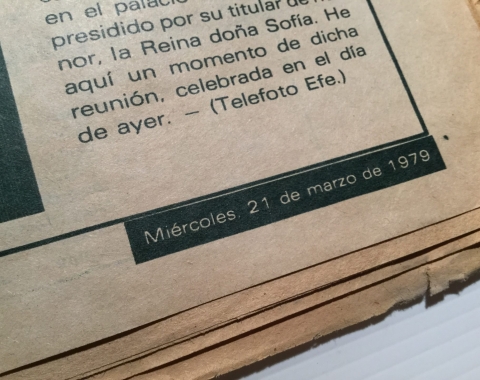 en el palacio
presidido por su titular de
nor, la Reina doña Sofía. He
aquí un momento de dicha
reunión, celebrada en el día
de ayer. — (Telefoto Efe.)
Miércoles. 21 de marzo de 1979